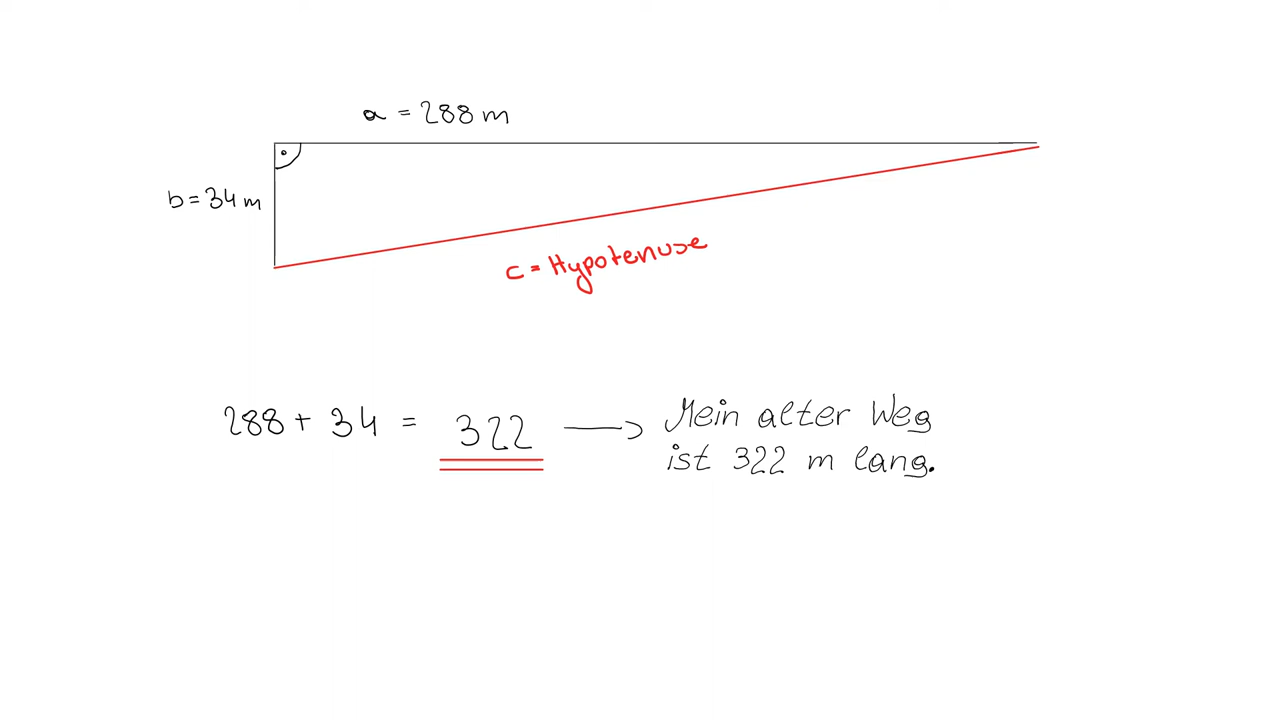 a = 288 m
b = 34 m
c = Hypotenuse
288 + 34 = 322 → Mein alter Weg
ist 322 m lang.